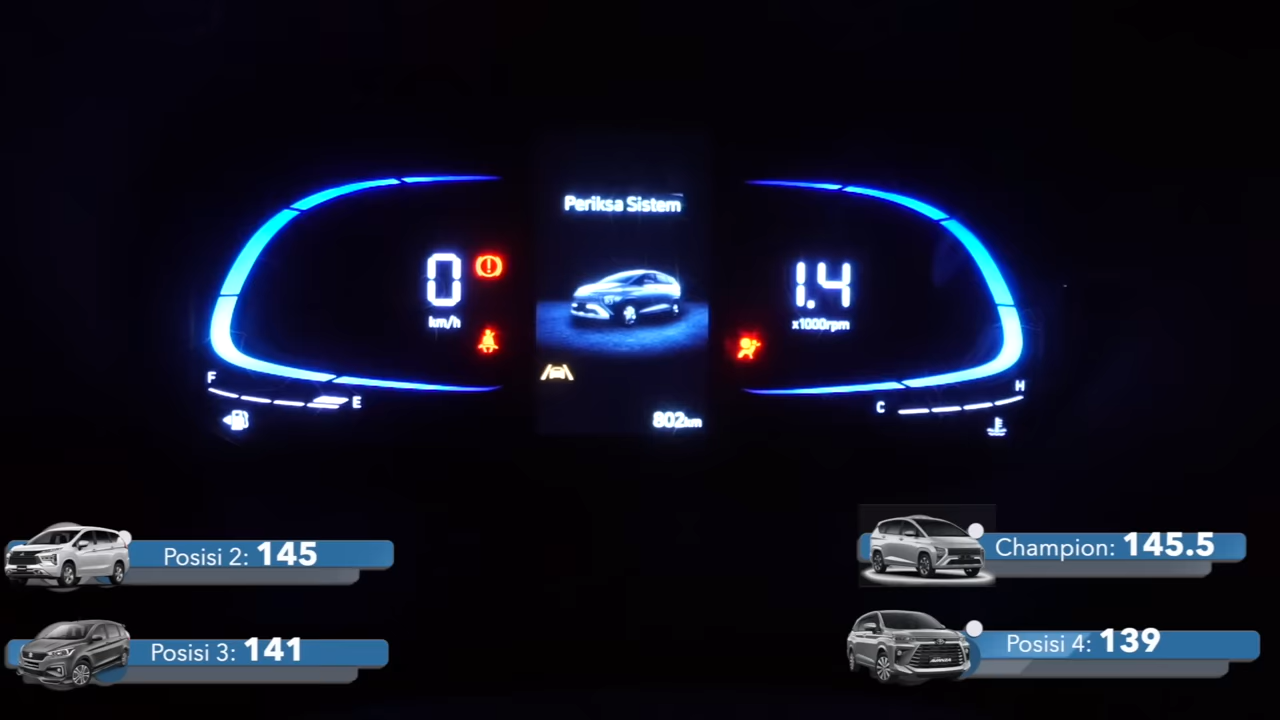 Periksa Sistem
0
km/h
1.4
x1000rpm
F
E
C
H
802km
Posisi 2: 145
Champion: 145.5
Posisi 3: 141
Posisi 4: 139